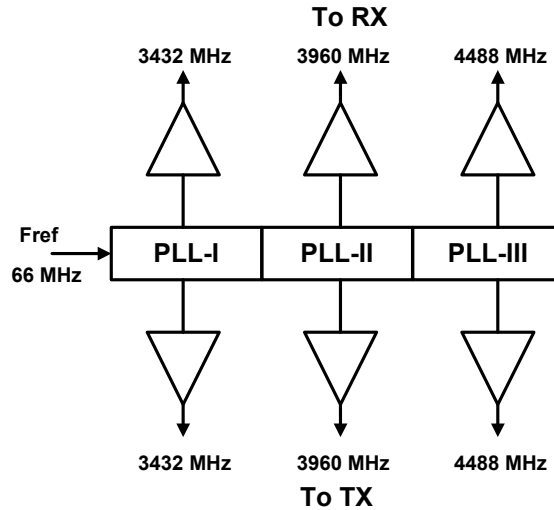 To RX
3432 MHz 3960 MHz 4488 MHz
Fref
66 MHz
PLL-I PLL-II PLL-III
3432 MHz 3960 MHz 4488 MHz
To TX